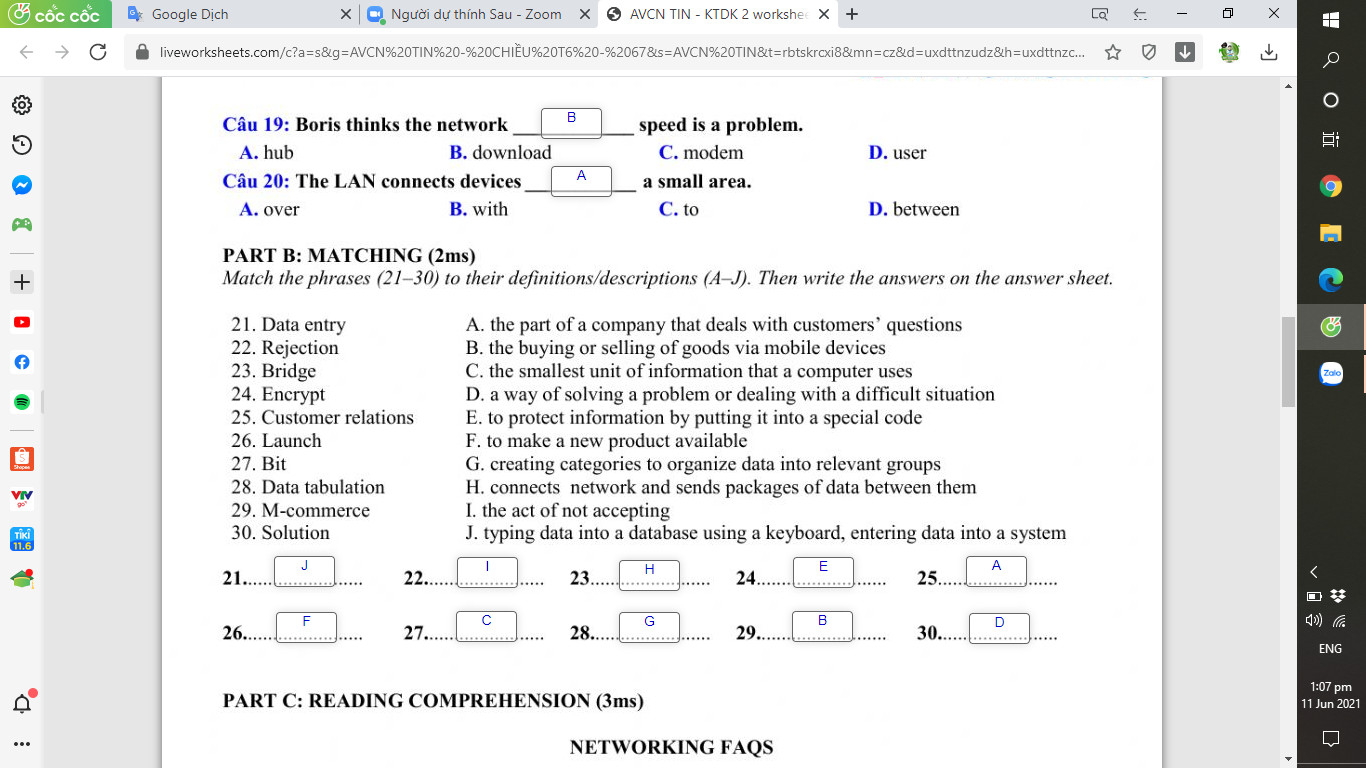 cốc cốc
Google Dịch
Người dự thính Sau - Zoom
AVCN TIN - KTDK 2 workshee
liveworksheets.com/c?a=s&g=AVCN%20TIN%20-%20CHIỀU%20T6%20-%2067&s=AVCN%20TIN&t=rbtskrcxi8&mn=cz&d=uxdttnzudz&h=uxdttnzc...
Câu 19: Boris thinks the network B speed is a problem.
A. hub B. download C. modem D. user
Câu 20: The LAN connects devices A a small area.
A. over B. with C. to D. between
PART B: MATCHING (2ms)
Match the phrases (21–30) to their definitions/descriptions (A–J). Then write the answers on the answer sheet.
21. Data entry A. the part of a company that deals with customers’ questions
22. Rejection B. the buying or selling of goods via mobile devices
23. Bridge C. the smallest unit of information that a computer uses
24. Encrypt D. a way of solving a problem or dealing with a difficult situation
25. Customer relations E. to protect information by putting it into a special code
26. Launch F. to make a new product available
27. Bit G. creating categories to organize data into relevant groups
28. Data tabulation H. connects network and sends packages of data between them
29. M-commerce I. the act of not accepting
30. Solution J. typing data into a database using a keyboard, entering data into a system
21. J 22. I 23. H 24. E 25. A
26. F 27. C 28. G 29. B 30. D
PART C: READING COMPREHENSION (3ms)
NETWORKING FAQS
Shopee
VTV
go
TIKI
11.6
Zalo
ENG
1:07 pm
11 Jun 2021